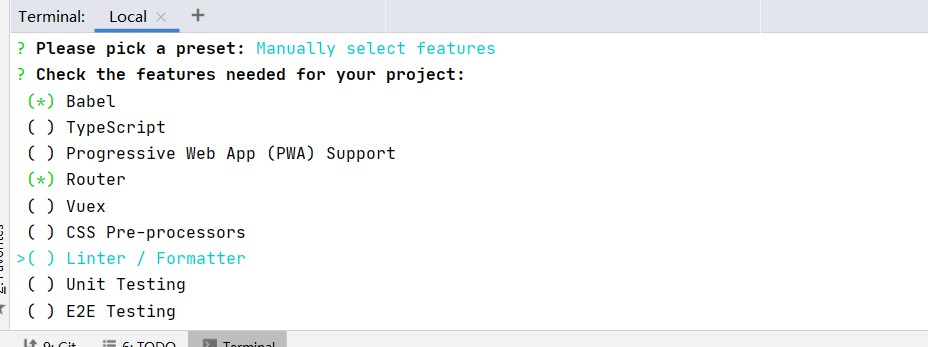 Terminal: Local × +
? Please pick a preset: Manually select features
? Check the features needed for your project:
(*) Babel
( ) TypeScript
( ) Progressive Web App (PWA) Support
(*) Router
( ) Vuex
( ) CSS Pre-processors
>( ) Linter / Formatter
( ) Unit Testing
( ) E2E Testing
9: Git 6: TODO Terminal